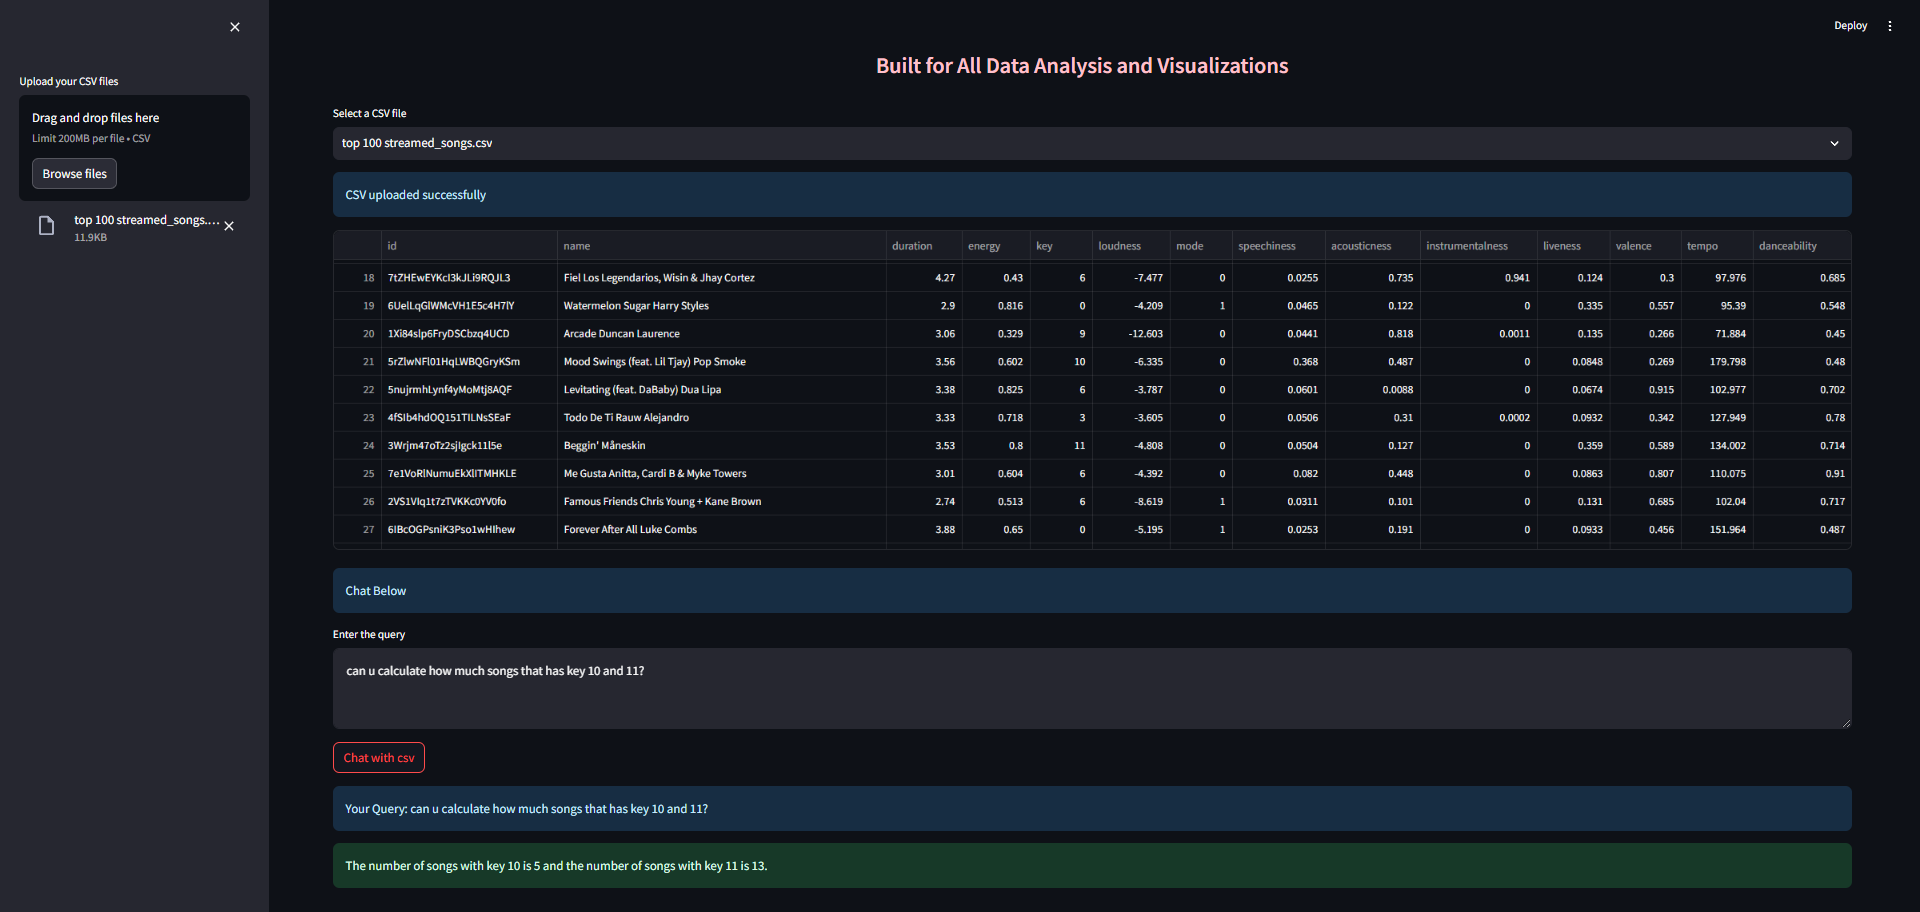 Deploy
Upload your CSV files
Drag and drop files here
Limit 200MB per file • CSV
Browse files
top 100 streamed_songs....
11.9KB
Built for All Data Analysis and Visualizations
Select a CSV file
top 100 streamed_songs.csv
CSV uploaded successfully
id name duration energy key loudness mode speechiness acousticness instrumentalness liveness valence tempo danceability
18 7tZHEwEYKcI3kJLi9RQJL3 Fiel Los Legendarios, Wisin & Jhay Cortez 4.27 0.43 6 -7.477 0 0.0255 0.735 0.941 0.124 0.3 97.976 0.685
19 6UelLqGlWMcVH1E5c4H7lY Watermelon Sugar Harry Styles 2.9 0.816 0 -4.209 1 0.0465 0.122 0 0.335 0.557 95.39 0.548
20 1Xi84slp6FryDSCbzq4UCD Arcade Duncan Laurence 3.06 0.329 9 -12.603 0 0.0441 0.818 0.0011 0.135 0.266 71.884 0.45
21 5rZlwNFl01HqLWBQGryKSm Mood Swings (feat. Lil Tjay) Pop Smoke 3.56 0.602 10 -6.335 0 0.368 0.487 0 0.0848 0.269 179.798 0.48
22 5nujrmhLynf4yMoMtj8AQF Levitating (feat. DaBaby) Dua Lipa 3.38 0.825 6 -3.787 0 0.0601 0.0088 0 0.0674 0.915 102.977 0.702
23 4fSIb4hdOQ151TILNsSEaF Todo De Ti Rauw Alejandro 3.33 0.718 3 -3.605 0 0.0506 0.31 0.0002 0.0932 0.342 127.949 0.78
24 3Wrjm47oTz2sjIgck11l5e Beggin' Måneskin 3.53 0.8 11 -4.808 0 0.0504 0.127 0 0.359 0.589 134.002 0.714
25 7e1VoRlNumuEkXllTMHKLE Me Gusta Anitta, Cardi B & Myke Towers 3.01 0.604 6 -4.392 0 0.082 0.448 0 0.0863 0.807 110.075 0.91
26 2VS1VIq1t7zTVKKc0YV0fo Famous Friends Chris Young + Kane Brown 2.74 0.513 6 -8.619 1 0.0311 0.101 0 0.131 0.685 102.04 0.717
27 6IBcOGPsniK3Pso1wHIhew Forever After All Luke Combs 3.88 0.65 0 -5.195 1 0.0253 0.191 0 0.0933 0.456 151.964 0.487
Chat Below
Enter the query
can u calculate how much songs that has key 10 and 11?
Chat with csv
Your Query: can u calculate how much songs that has key 10 and 11?
The number of songs with key 10 is 5 and the number of songs with key 11 is 13.